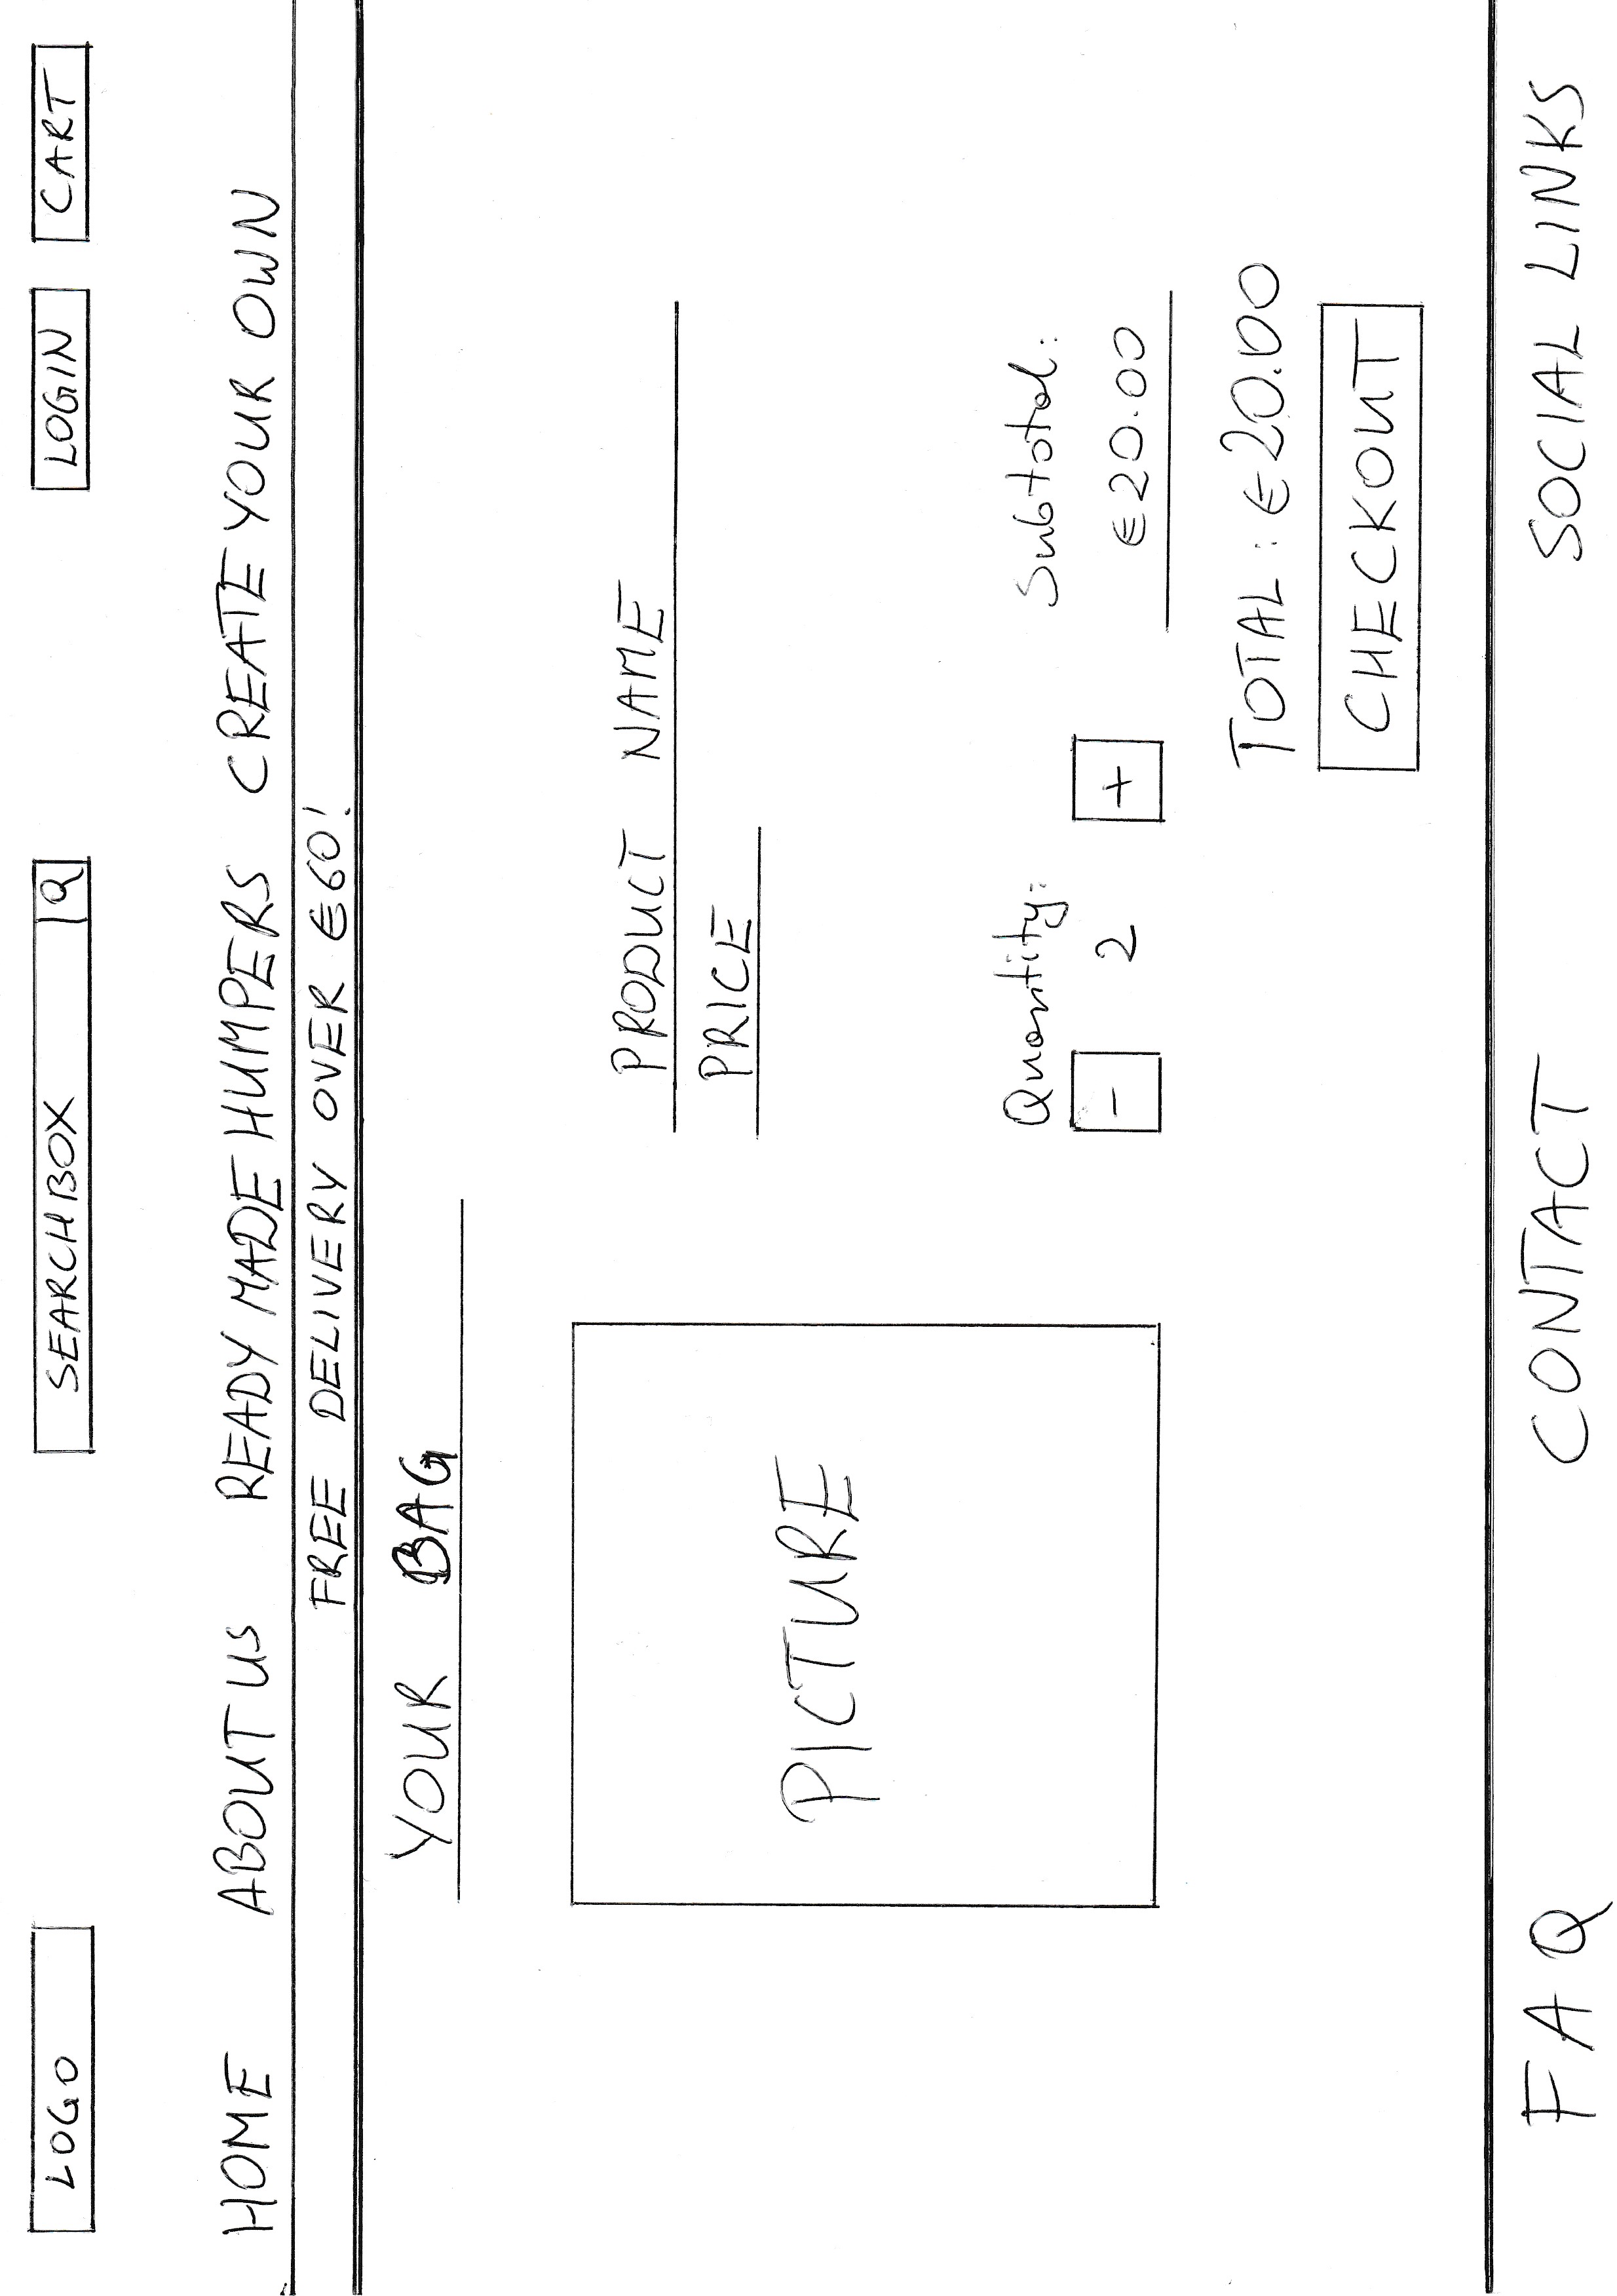 LOGO
SEARCHBOX
LOGIN
CART
HOME ABOUT US READY MADE HUMPERS CREATE YOUR OWN
FREE DELIVERY OVER €60!
YOUR BAG
PICTURE
PRODUCT NAME
PRICE
Quantity:
- 2 +
Subtotal:
€20.00
TOTAL: €20.00
CHECKOUT
FAQ CONTACT SOCIAL LINKS